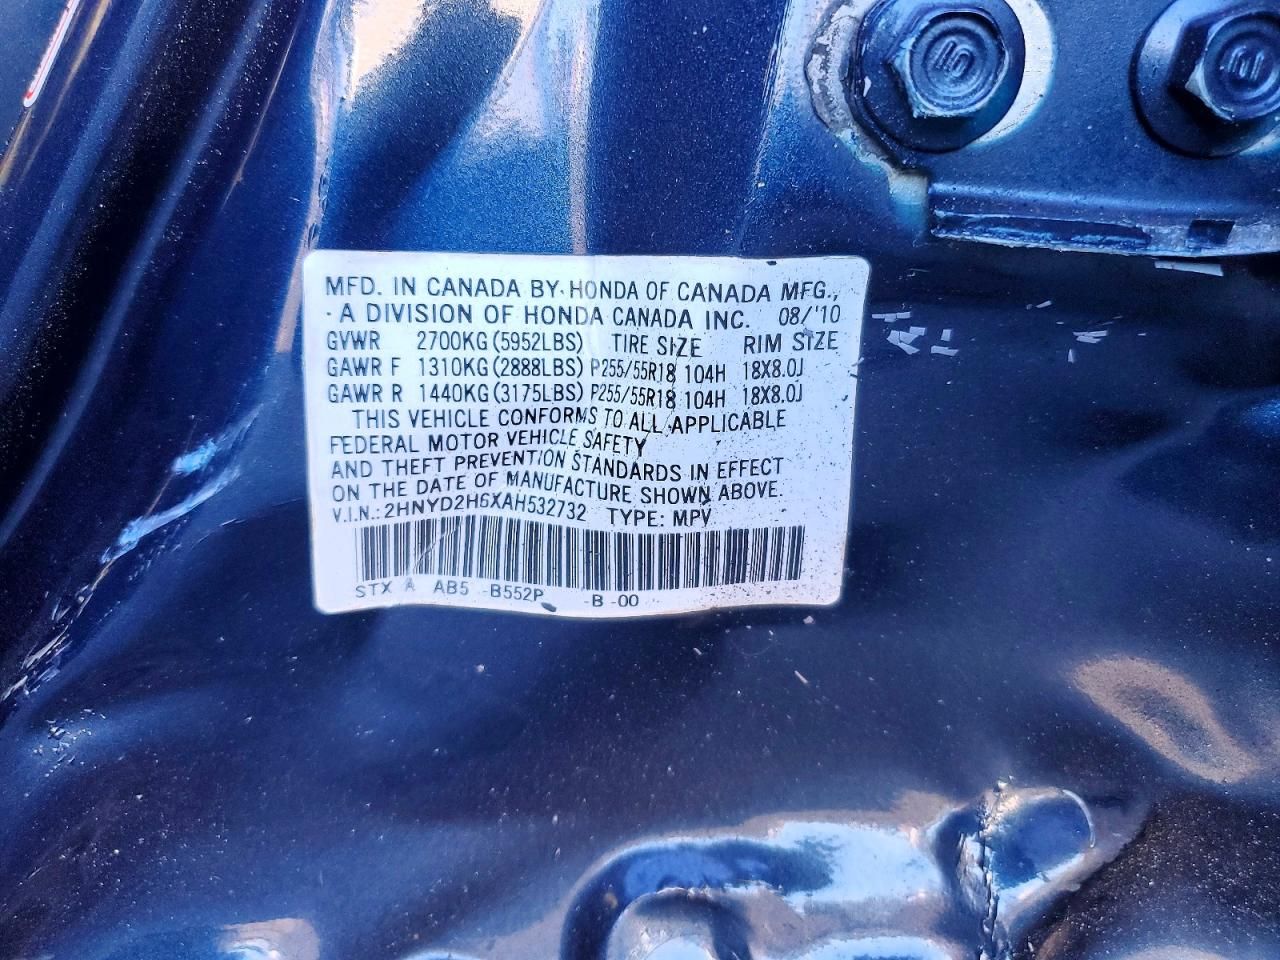 MFD. IN CANADA BY HONDA OF CANADA MFG.,
A DIVISION OF HONDA CANADA INC. 08/'10
GVWR 2700KG(5952LBS) TIRE SIZE RIM SIZE
GAWR F 1310KG(2888LBS) P255/55R18 104H 18X8.0J
GAWR R 1440KG(3175LBS) P255/55R18 104H 18X8.0J
THIS VEHICLE CONFORMS TO ALL APPLICABLE
FEDERAL MOTOR VEHICLE SAFETY
AND THEFT PREVENTION STANDARDS IN EFFECT
ON THE DATE OF MANUFACTURE SHOWN ABOVE.
V.I.N.: 2HNYD2H6XAH532732 TYPE: MPV
STX A AB5 -B552P -B -00